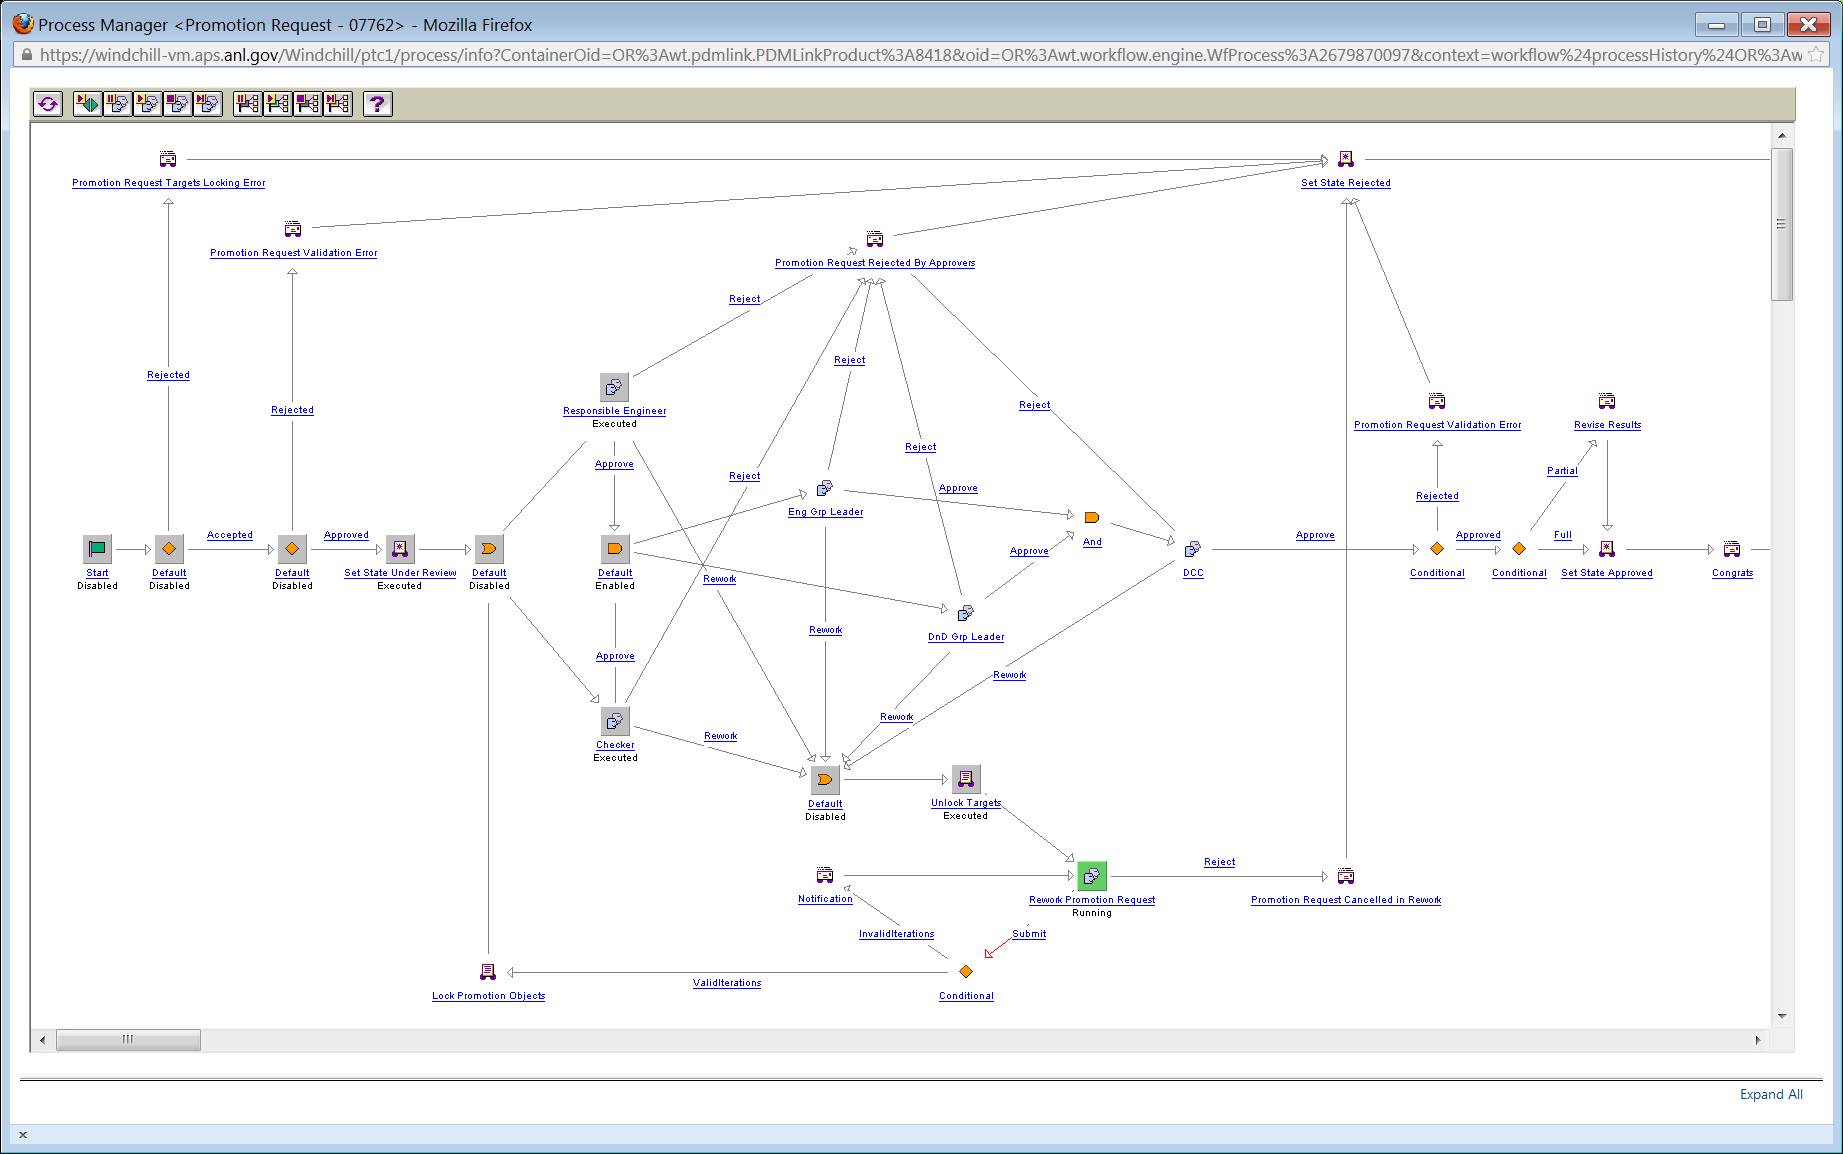 Process Manager <Promotion Request - 07762> - Mozilla Firefox
https://windchill-vm.aps.anl.gov/Windchill/ptc1/process/info?ContainerOid=OR%3Awt.pdmlink.PDMLinkProduct%3A8418&oid=OR%3Awt.workflow.engine.WfProcess%3A2679870097&context=workflow%24processHistory%24OR%3Aw
?
Promotion Request Targets Locking Error
Set State Rejected
Promotion Request Validation Error
Promotion Request Rejected By Approvers
Reject
Reject
Rejected
Reject
Rejected
Responsible Engineer
Executed
Promotion Request Validation Error
Revise Results
Reject
Approve
Partial
Reject
Approve
Rejected
Eng Grp Leader
And
Accepted
Approved
Approve
Approved
Full
Approve
Start
Disabled
Default
Disabled
Default
Disabled
Set State Under Review
Executed
Default
Disabled
Default
Enabled
Rework
DCC
Conditional
Conditional
Set State Approved
Congrats
Rework
DnD Grp Leader
Approve
Rework
Rework
Rework
Checker
Executed
Default
Disabled
Unlock Targets
Executed
Reject
Notification
Rework Promotion Request
Running
Promotion Request Cancelled in Rework
InvalidIterations
Submit
ValidIterations
Lock Promotion Objects
Conditional
Expand All
x